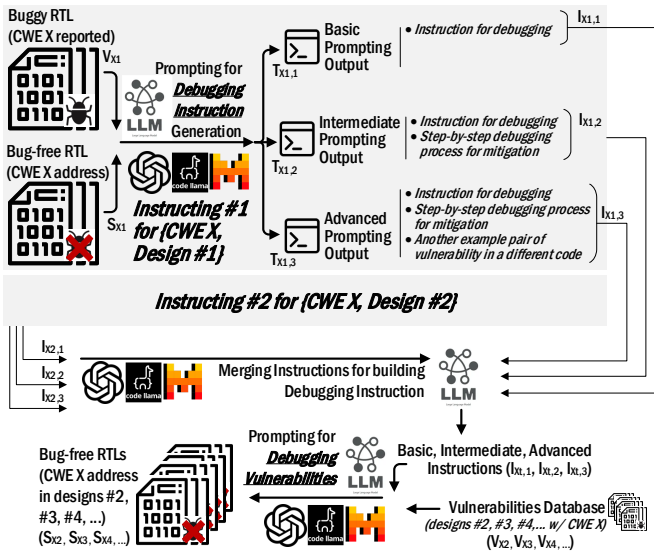 Buggy RTL
(CWE X reported)
V_X1
Bug-free RTL
(CWE X address)
S_X1
Prompting for
Debugging
Instruction
Generation
LLM
code llama
Instructing #1
for {CWE X,
Design #1}
T_X1,1
Basic
Prompting
Output
• Instruction for debugging
I_X1,1
T_X1,2
Intermediate
Prompting
Output
• Instruction for debugging
• Step-by-step debugging
process for mitigation
I_X1,2
T_X1,3
Advanced
Prompting
Output
• Instruction for debugging
• Step-by-step debugging process
for mitigation
• Another example pair of
vulnerability in a different code
I_X1,3
Instructing #2 for {CWE X, Design #2}
I_X2,1
I_X2,2
I_X2,3
code llama
Merging Instructions for building
Debugging Instruction
LLM
Basic, Intermediate, Advanced
Instructions (I_Xt,1, I_Xt,2, I_Xt,3)
Prompting for
Debugging
Vulnerabilities
LLM
code llama
Vulnerabilities Database
(designs #2, #3, #4,... w/ CWE X)
(V_X2, V_X3, V_X4, ...)
Bug-free RTLs
(CWE X address
in designs #2,
#3, #4, ...)
(S_X2, S_X3, S_X4, ...)